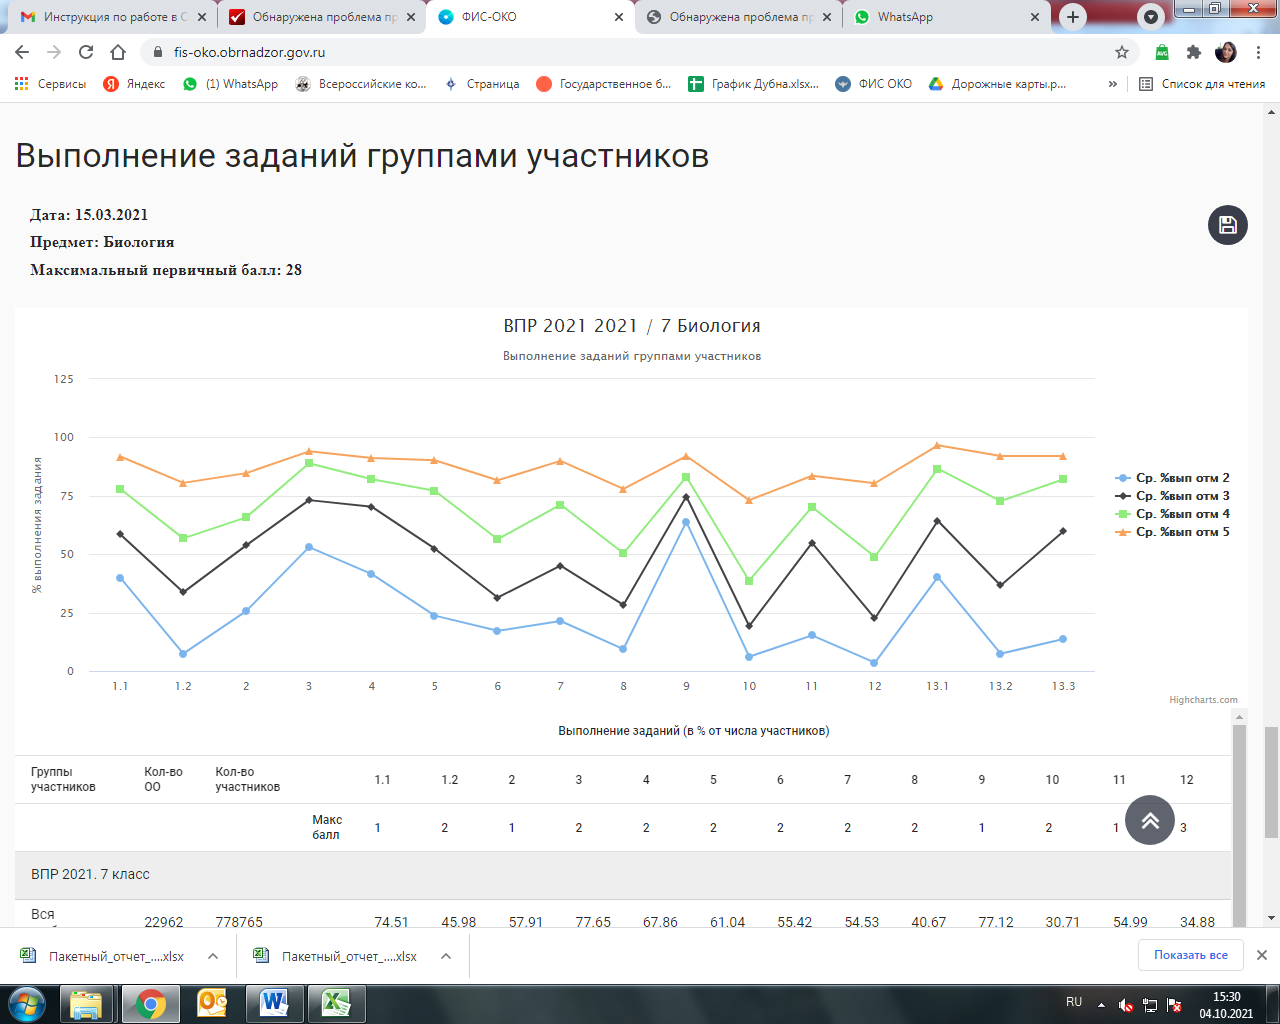 Инструкция по работе в С
Обнаружена проблема пр
ФИС-ОКО
Обнаружена проблема пр
WhatsApp
fis-oko.obrnadzor.gov.ru
Сервисы
Яндекс
(1) WhatsApp
Всероссийские ко...
Страница
Государственное б...
График Дубна.xlsx...
ФИС ОКО
Дорожные карты.р...
»
Список для чтения
Выполнение заданий группами участников
Дата: 15.03.2021
Предмет: Биология
Максимальный первичный балл: 28
ВПР 2021 2021 / 7 Биология
Выполнение заданий группами участников
% выполнения задания
125
100
75
50
25
0
1.1 1.2 2 3 4 5 6 7 8 9 10 11 12 13.1 13.2 13.3
Ср. %вып отм 2
Ср. %вып отм 3
Ср. %вып отм 4
Ср. %вып отм 5
Highcharts.com
Выполнение заданий (в % от числа участников)
Группы участников Кол-во ОО Кол-во участников 1.1 1.2 2 3 4 5 6 7 8 9 10 11 12
Макс балл 1 2 1 2 2 2 2 2 2 1 2 1 3
ВПР 2021. 7 класс
Вся 22962 778765 74.51 45.98 57.91 77.65 67.86 61.04 55.42 54.53 40.67 77.12 30.71 54.99 34.88
Пакетный_отчет_....xlsx
Пакетный_отчет_....xlsx
Показать все
RU
15:30
04.10.2021